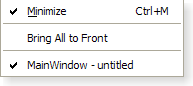 Minimize Ctrl+M
Bring All to Front
MainWindow - untitled